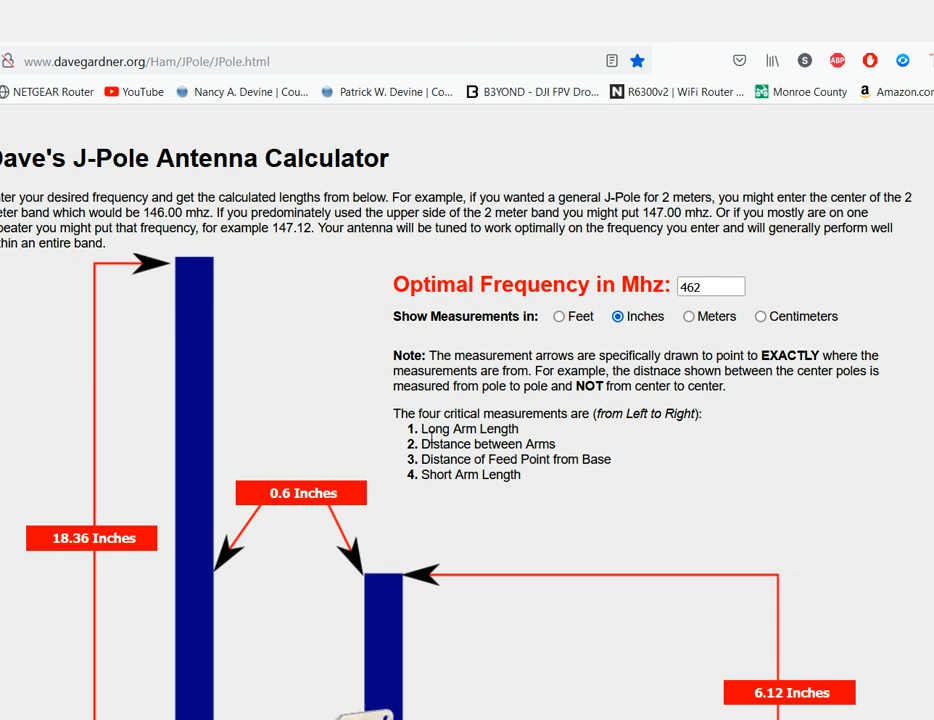 www.davegardner.org/Ham/JPole/JPole.html
S ABP
NETGEAR Router YouTube Nancy A. Devine | Cou... Patrick W. Devine | Co... B B3YOND - DJI FPV Dro... N R6300v2 | WiFi Router ... Monroe County a Amazon.com
ave's J-Pole Antenna Calculator
ter your desired frequency and get the calculated lengths from below. For example, if you wanted a general J-Pole for 2 meters, you might enter the center of the 2
eter band which would be 146.00 mhz. If you predominately used the upper side of the 2 meter band you might put 147.00 mhz. Or if you mostly are on one
peater you might put that frequency, for example 147.12. Your antenna will be tuned to work optimally on the frequency you enter and will generally perform well
thin an entire band.
Optimal Frequency in Mhz: 462
Show Measurements in: Feet Inches Meters Centimeters
Note: The measurement arrows are specifically drawn to point to EXACTLY where the
measurements are from. For example, the distnace shown between the center poles is
measured from pole to pole and NOT from center to center.
The four critical measurements are (from Left to Right):
1. Long Arm Length
2. Distance between Arms
3. Distance of Feed Point from Base
4. Short Arm Length
0.6 Inches
18.36 Inches
6.12 Inches